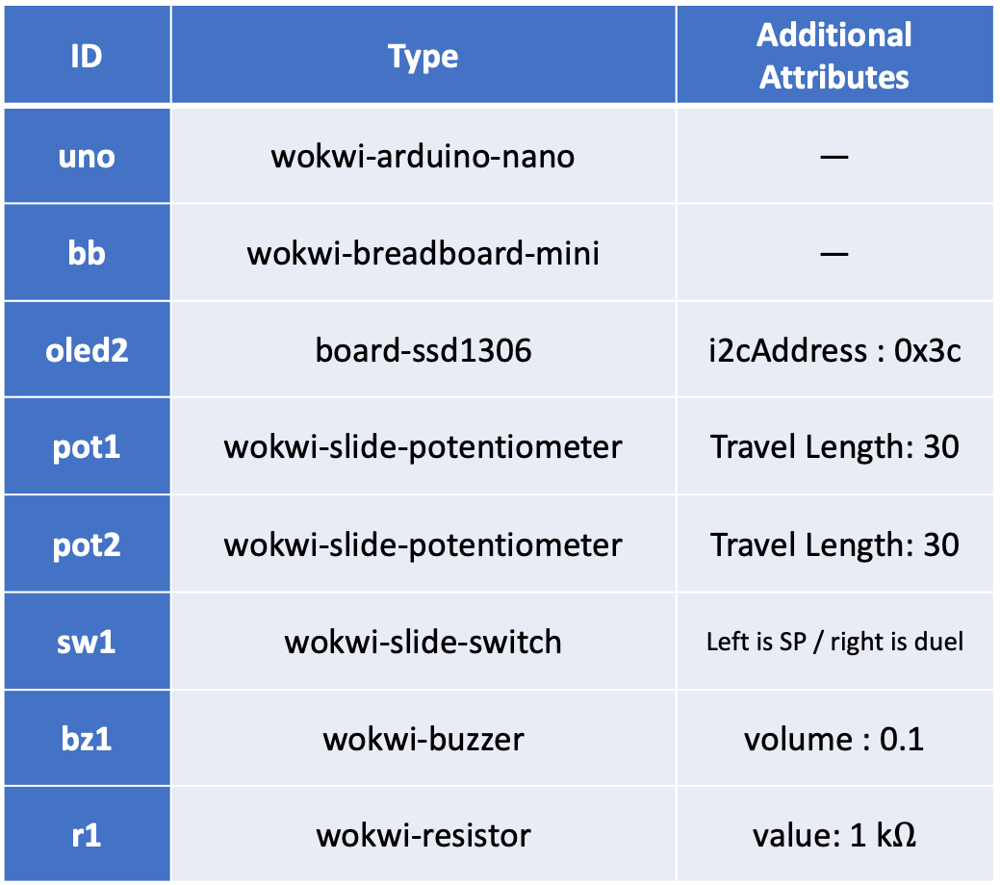 ID
Type
Additional
Attributes
uno
wokwi-arduino-nano
—
bb
wokwi-breadboard-mini
—
oled2
board-ssd1306
i2cAddress : 0x3c
pot1
wokwi-slide-potentiometer
Travel Length: 30
pot2
wokwi-slide-potentiometer
Travel Length: 30
sw1
wokwi-slide-switch
Left is SP / right is duel
bz1
wokwi-buzzer
volume : 0.1
r1
wokwi-resistor
value: 1 kΩ